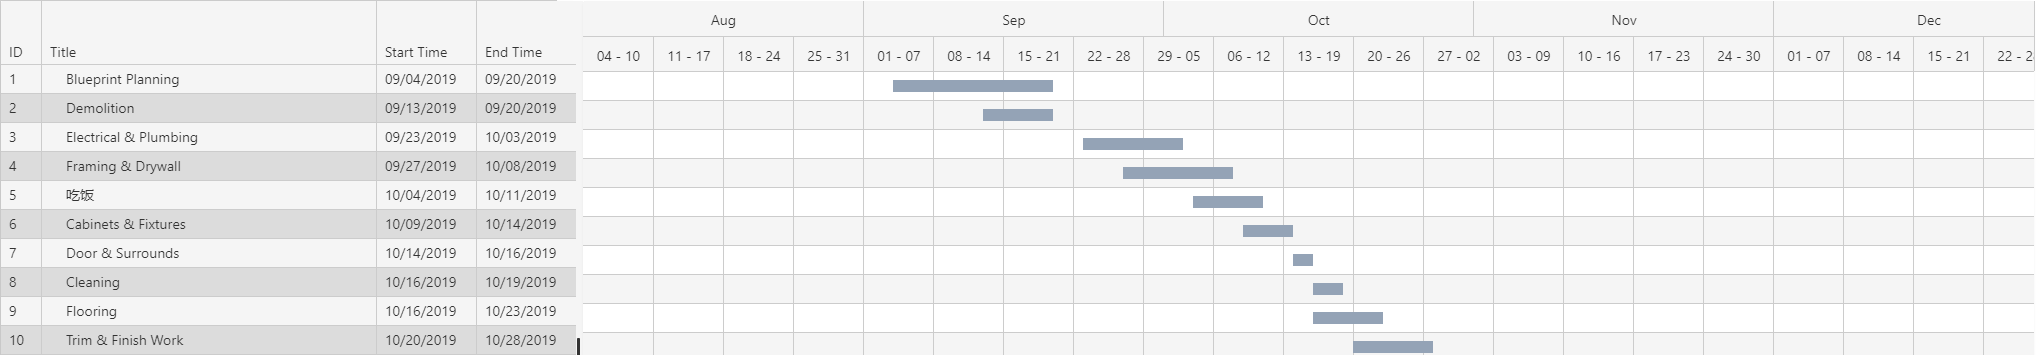 Aug Sep Oct Nov Dec
ID Title Start Time End Time 04 - 10 11 - 17 18 - 24 25 - 31 01 - 07 08 - 14 15 - 21 22 - 28 29 - 05 06 - 12 13 - 19 20 - 26 27 - 02 03 - 09 10 - 16 17 - 23 24 - 30 01 - 07 08 - 14 15 - 21 22 - 2
1 Blueprint Planning 09/04/2019 09/20/2019
2 Demolition 09/13/2019 09/20/2019
3 Electrical & Plumbing 09/23/2019 10/03/2019
4 Framing & Drywall 09/27/2019 10/08/2019
5 吃饭 10/04/2019 10/11/2019
6 Cabinets & Fixtures 10/09/2019 10/14/2019
7 Door & Surrounds 10/14/2019 10/16/2019
8 Cleaning 10/16/2019 10/19/2019
9 Flooring 10/16/2019 10/23/2019
10 Trim & Finish Work 10/20/2019 10/28/2019